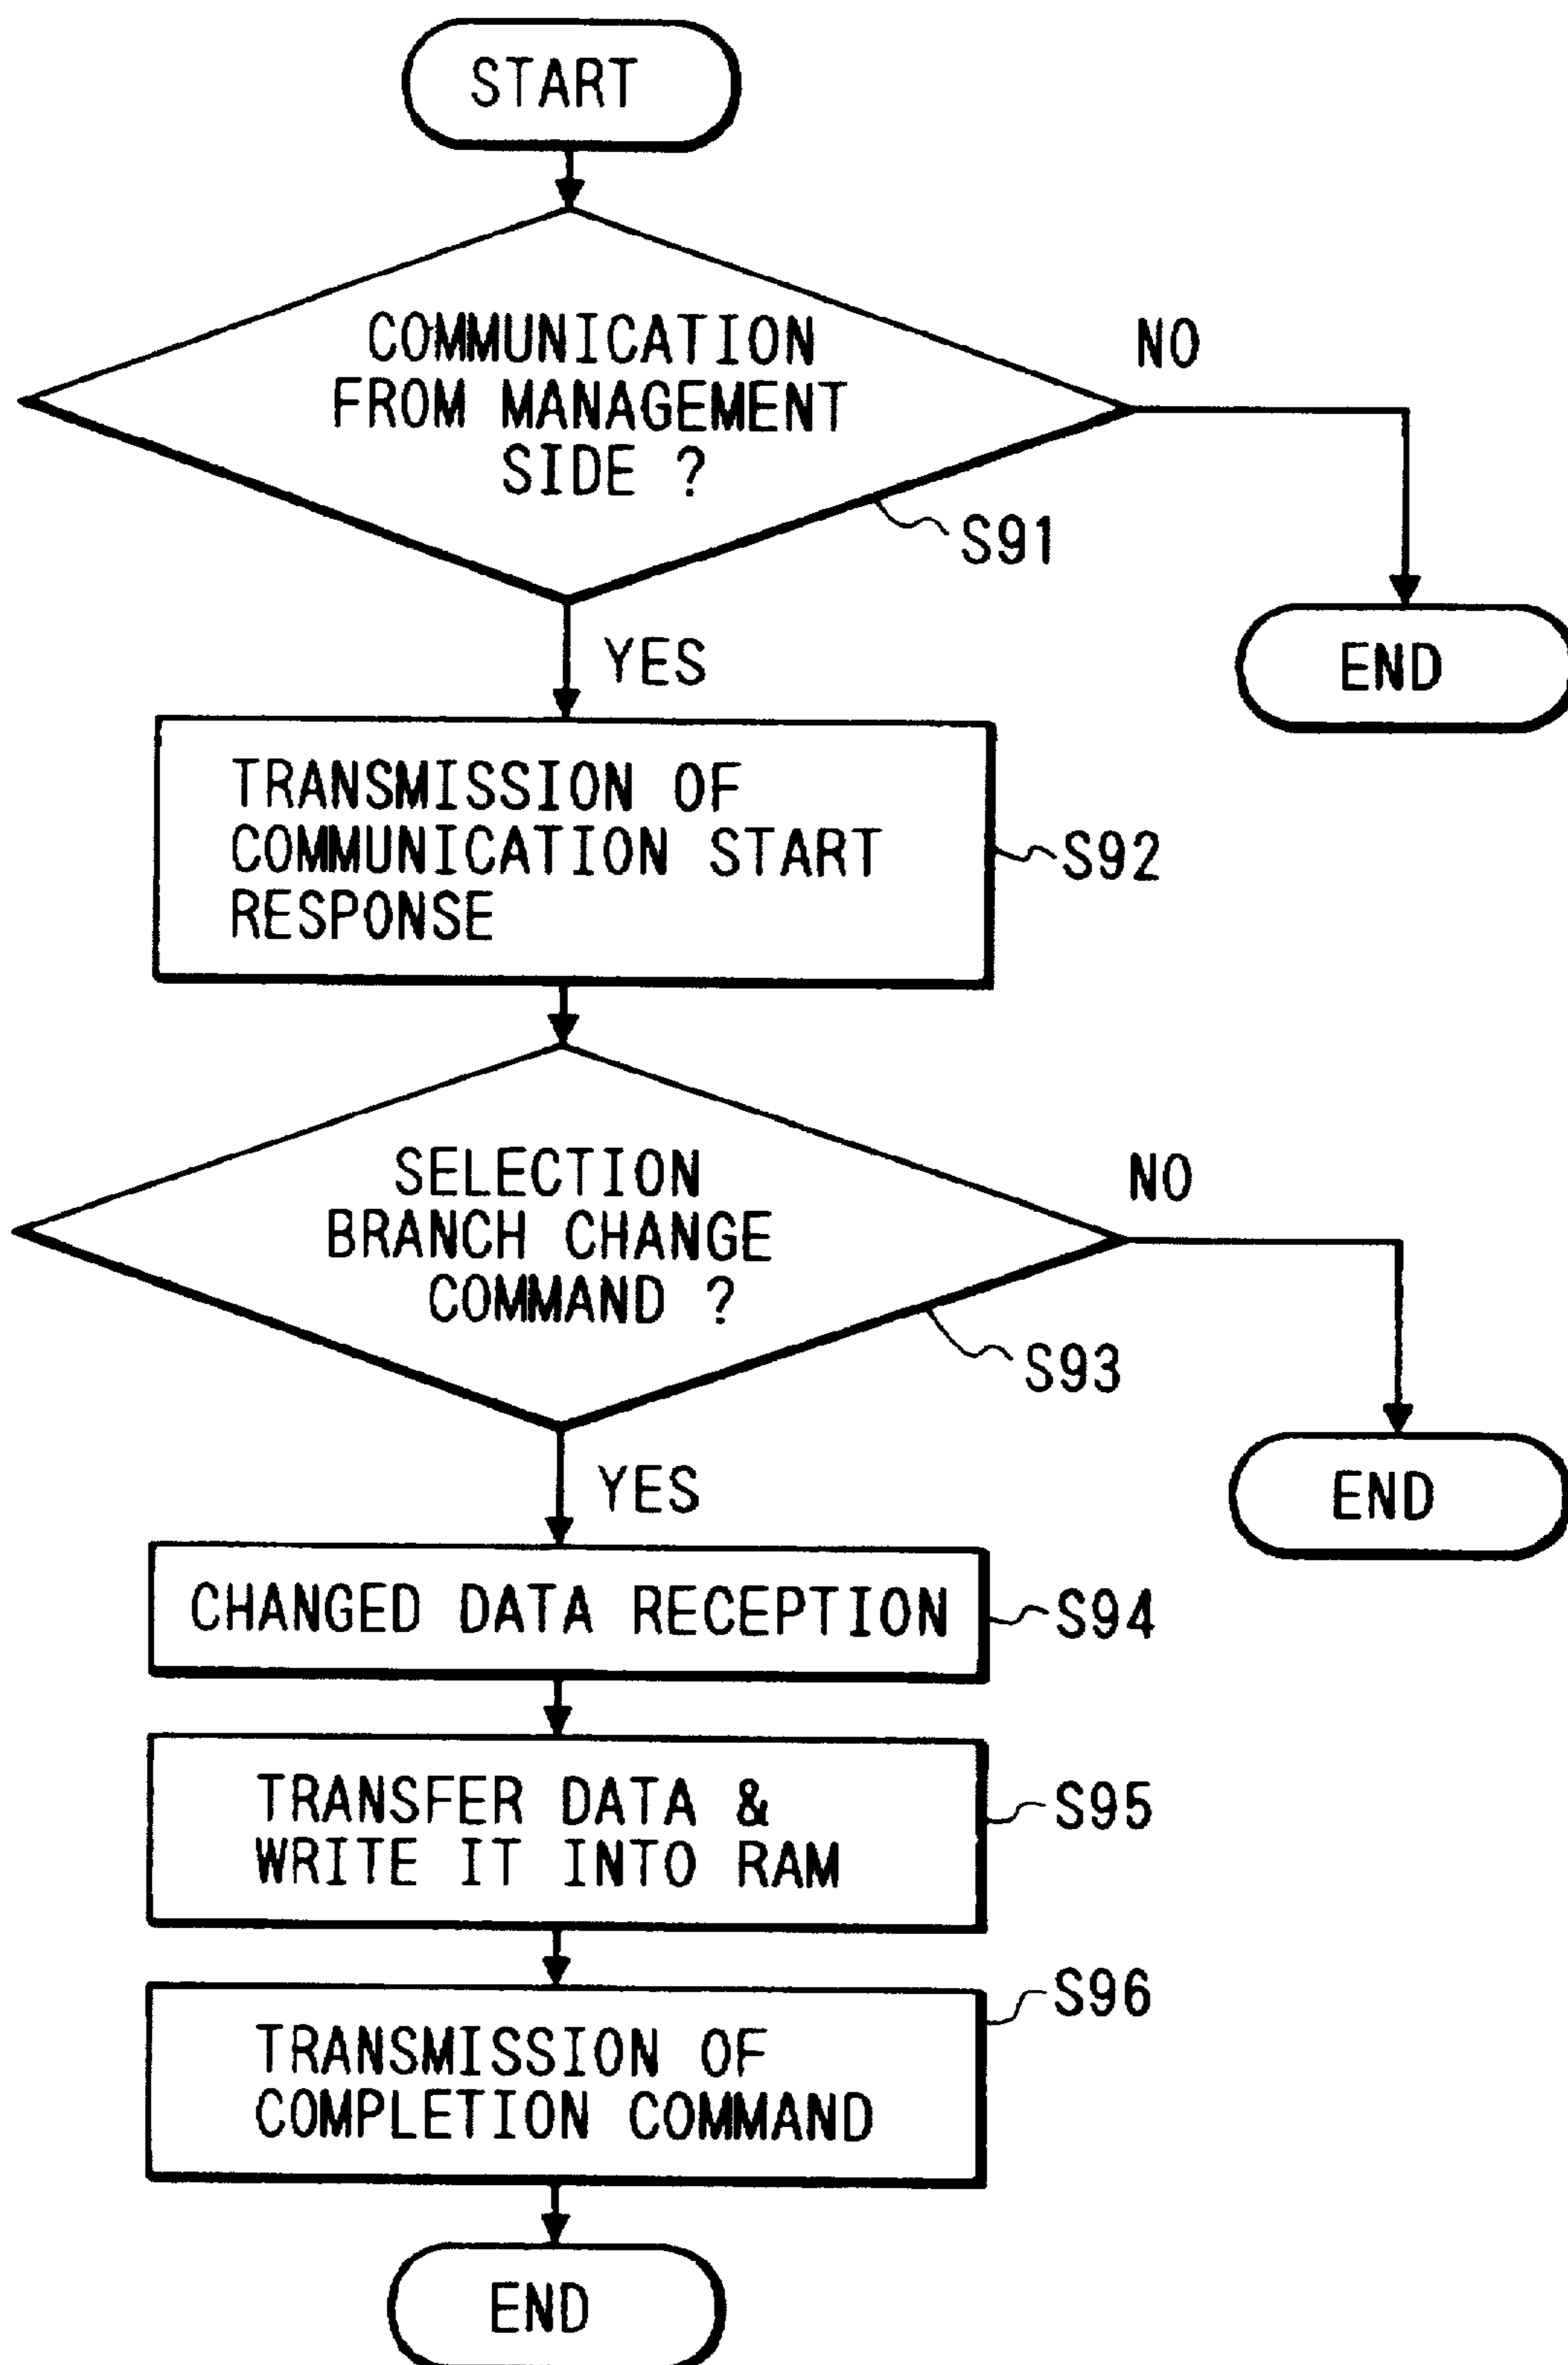 START
COMMUNICATION
FROM MANAGEMENT
SIDE ?
NO
S91
YES
END
TRANSMISSION OF
COMMUNICATION START
RESPONSE
S92
SELECTION
BRANCH CHANGE
COMMAND ?
NO
S93
YES
END
CHANGED DATA RECEPTION
S94
TRANSFER DATA &
WRITE IT INTO RAM
S95
TRANSMISSION OF
COMPLETION COMMAND
S96
END